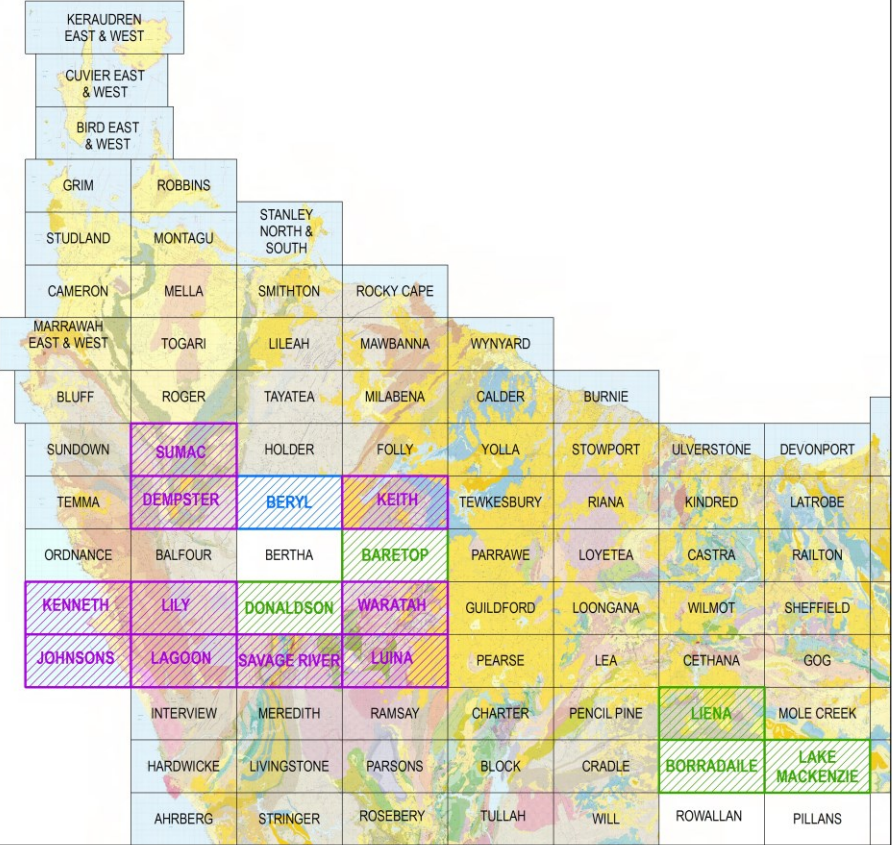 KERAUDREN
EAST & WEST
CUVIER EAST
& WEST
BIRD EAST
& WEST
GRIM ROBBINS
STANLEY
NORTH &
SOUTH
STUDLAND MONTAGU
CAMERON MELLA SMITHTON ROCKY CAPE
MARRAWAH
EAST & WEST
TOGARI LILEAH MAWBANNA WYNYARD
BLUFF ROGER TAYATEA MILABENA CALDER BURNIE
SUNDOWN SUMAC HOLDER FOLLY YOLLA STOWPORT ULVERSTONE DEVONPORT
TEMMA DEMPSTER BERYL KEITH TEWKESBURY RIANA KINDRED LATROBE
ORDNANCE BALFOUR BERTHA BARETOP PARRAWE LOYETEA CASTRA RAILTON
KENNETH LILY DONALDSON WARATAH GUILDFORD LOONGANA WILMOT SHEFFIELD
JOHNSONS LAGOON SAVAGE RIVER LUINA PEARSE LEA CETHANA GOG
INTERVIEW MEREDITH RAMSAY CHARTER PENCIL PINE LIENA MOLE CREEK
HARDWICKE LIVINGSTONE PARSONS BLOCK CRADLE BORRADAILE LAKE
MACKENZIE
AHRBERG STRINGER ROSEBERY TULLAH WILL ROWALLAN PILLANS